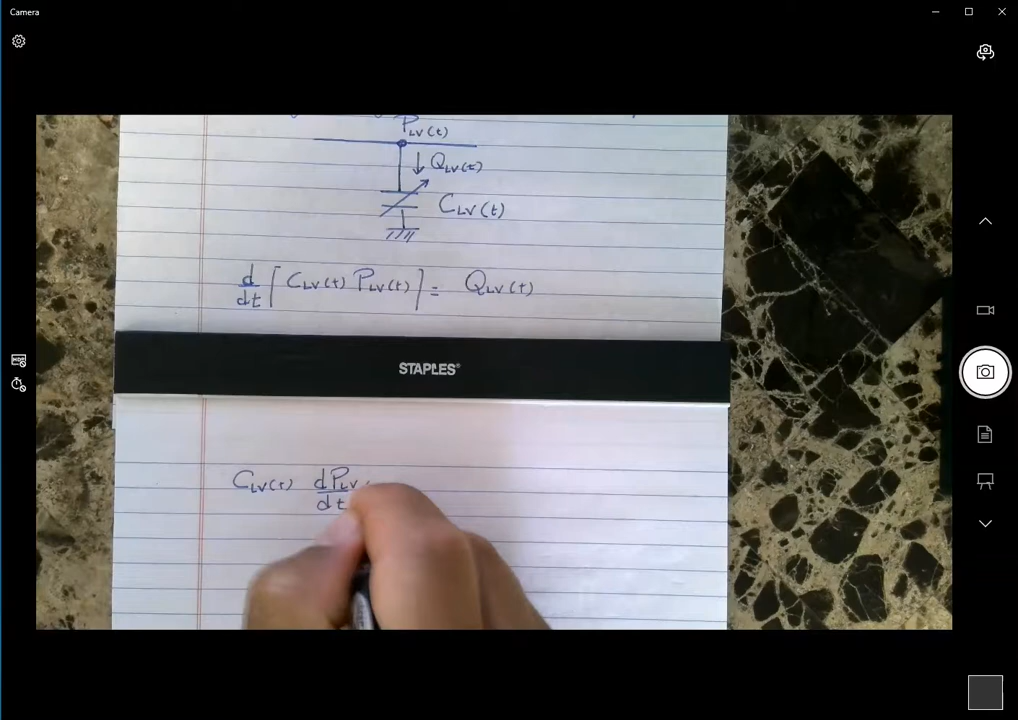 Camera
P_LV(t)
↓ Q_LV(t)
C_LV(t)
d/dt [ C_LV(t) P_LV(t) ] = Q_LV(t)
STAPLES®
C_LV(t) dP_LV/dt